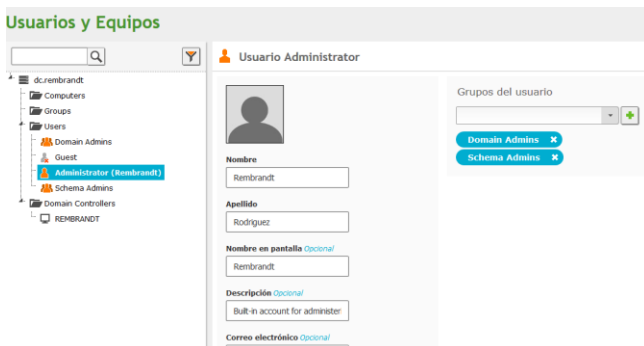 Usuarios y Equipos
dc.rembrandt
Computers
Groups
Users
Domain Admins
Guest
Administrator (Rembrandt)
Schema Admins
Domain Controllers
REMBRANDT
Usuario Administrator
Nombre
Rembrandt
Apellido
Rodriguez
Nombre en pantalla Opcional
Rembrandt
Descripción Opcional
Built-in account for administer
Correo electrónico Opcional
Grupos del usuario
Domain Admins ×
Schema Admins ×